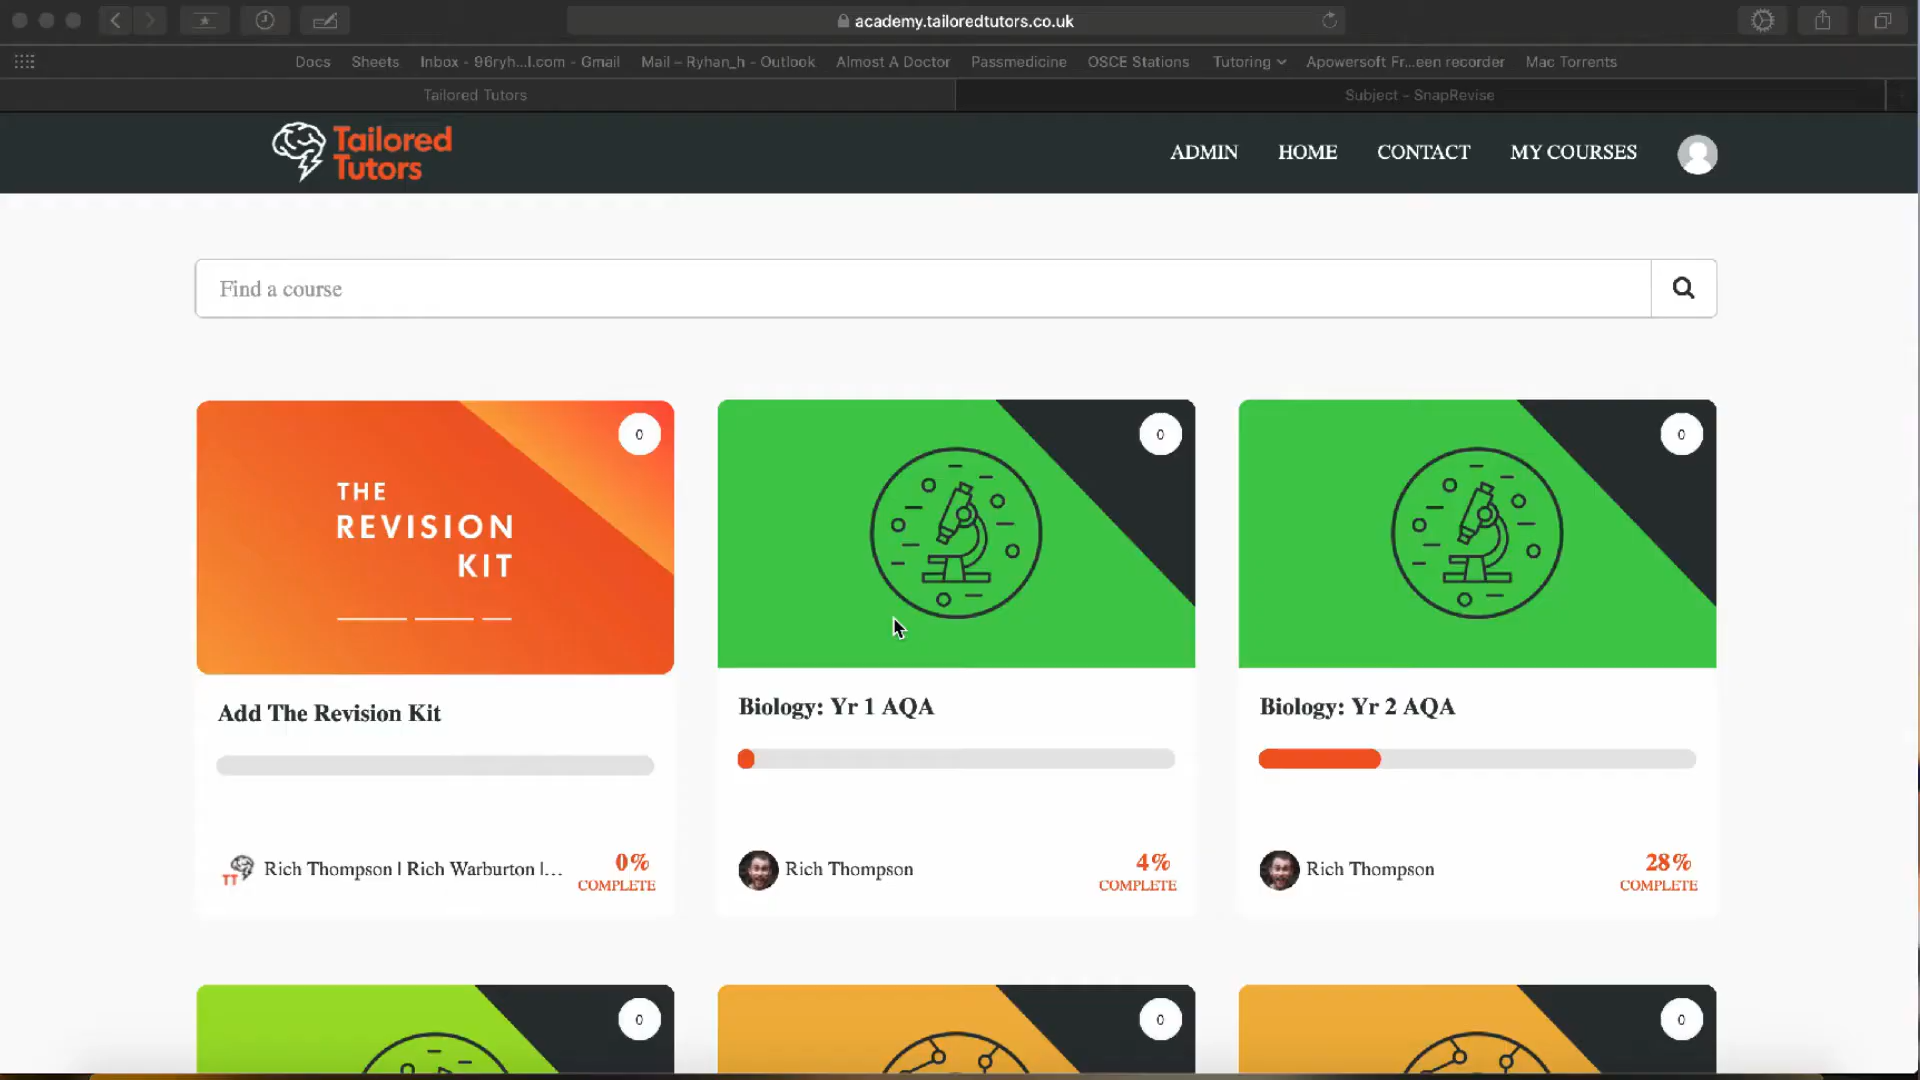 academy.tailoredtutors.co.uk
Docs Sheets Inbox - 96ryh...l.com - Gmail Mail – Ryhan_h - Outlook Almost A Doctor Passmedicine OSCE Stations Tutoring Apowersoft Fr...een recorder Mac Torrents
Tailored Tutors Subject – SnapRevise
Tailored
Tutors
ADMIN HOME CONTACT MY COURSES
Find a course
THE
REVISION
KIT
0
0
0
Add The Revision Kit
Biology: Yr 1 AQA
Biology: Yr 2 AQA
TT
Rich Thompson | Rich Warburton |...
0%
COMPLETE
Rich Thompson
4%
COMPLETE
Rich Thompson
28%
COMPLETE
0
0
0